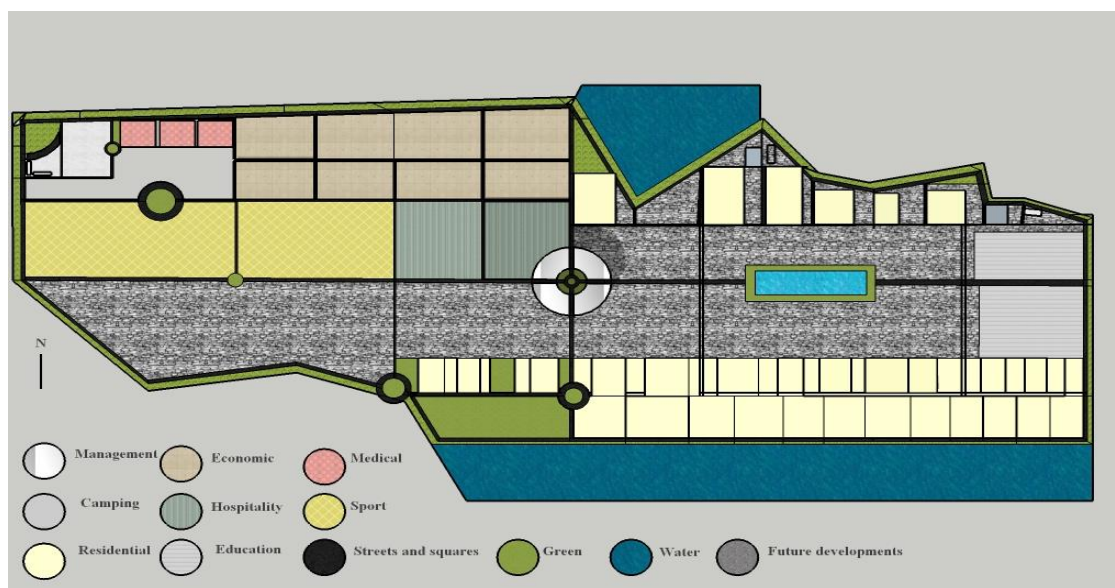 N
Management Economic Medical
Camping Hospitality Sport
Residential Education Streets and squares Green Water Future developments